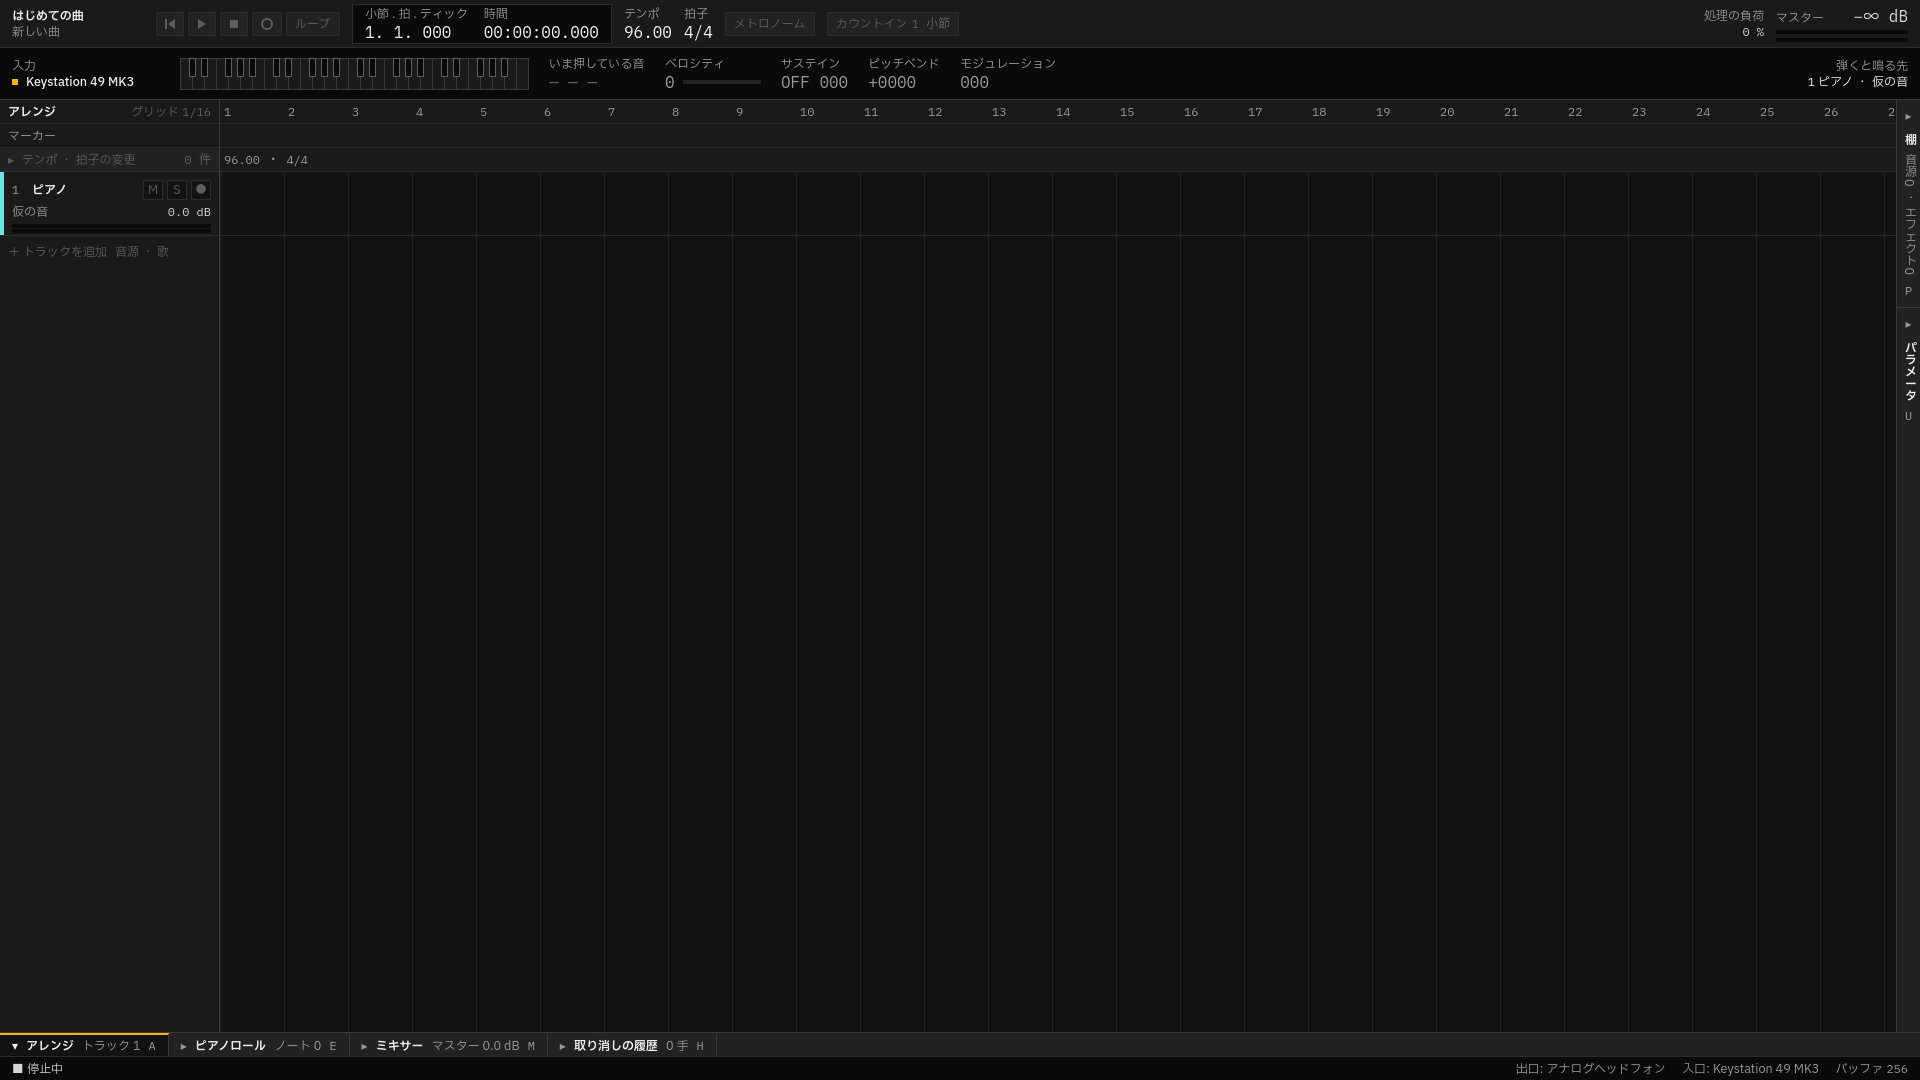 はじめての曲
新しい曲
ループ
小節 . 拍 . ティック 時間
1. 1. 000 00:00:00.000
テンポ 拍子
96.00 4/4
メトロノーム
カウントイン 1 小節
処理の負荷 マスター −∞ dB
0 %
入力
Keystation 49 MK3
いま押している音 ベロシティ サステイン ピッチベンド モジュレーション
— — — 0 OFF 000 +0000 000
弾くと鳴る先
1 ピアノ ・ 仮の音
アレンジ グリッド 1/16
1 2 3 4 5 6 7 8 9 10 11 12 13 14 15 16 17 18 19 20 21 22 23 24 25 26 2
マーカー
▸ テンポ ・ 拍子の変更 0 件
96.00 ・ 4/4
1 ピアノ M S
仮の音 0.0 dB
＋ トラックを追加 音源 ・ 歌
▸ 棚 音源 0 ・ エフェクト 0 P
▸ パラメータ U
▾ アレンジ トラック 1 A
▸ ピアノロール ノート 0 E
▸ ミキサー マスター 0.0 dB M
▸ 取り消しの履歴 0 手 H
■ 停止中
出口: アナログヘッドフォン 入口: Keystation 49 MK3 バッファ 256